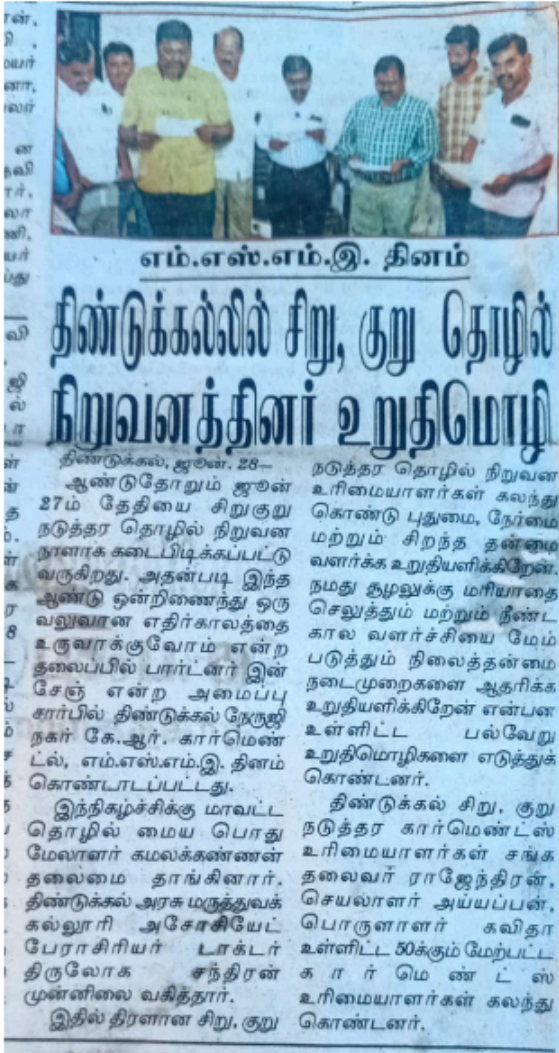 எம்.எஸ்.எம்.இ. தினம்
திண்டுக்கல்லில் சிறு, குறு தொழில்
நிறுவனத்தினர் உறுதிமொழி
திண்டுக்கல், ஜூன். 28–
ஆண்டுதோறும் ஜூன்
27ம் தேதியை சிறுகுறு
நடுத்தர தொழில் நிறுவன
நாளாக கடைபிடிக்கப்பட்டு
வருகிறது. அதன்படி இந்த
ஆண்டு ஒன்றிணைந்து ஒரு
வலுவான எதிர்காலத்தை
உருவாக்குவோம் என்ற
தலைப்பில் பார்ட்னர் இன்
சேஞ் என்ற அமைப்பு
சார்பில் திண்டுக்கல் நேருஜி
நகர் கே.ஆர். கார்மெண்
ட்ல், எம்.எஸ்.எம்.இ. தினம்
கொண்டாடப்பட்டது.
இந்நிகழ்ச்சிக்கு மாவட்ட
தொழில் மைய பொது
மேலாளர் கமலக்கண்ணன்
தலைமை தாங்கினார்.
திண்டுக்கல் அரசு மருத்துவக்
கல்லூரி அசோசியேட்
பேராசிரியர் டாக்டர்
திருலோக சந்திரன்
முன்னிலை வகித்தார்.
இதில் திரளான சிறு, குறு
நடுத்தர தொழில் நிறுவன
உரிமையாளர்கள் கலந்து
கொண்டு புதுமை, நேர்மை
மற்றும் சிறந்த தன்மை
வளர்க்க உறுதியளிக்கிறேன்.
நமது சூழலுக்கு மரியாதை
செலுத்தும் மற்றும் நீண்ட
கால வளர்ச்சியை மேம்
படுத்தும் நிலைத்தன்மை
நடைமுறைகளை ஆதரிக்க
உறுதியளிக்கிறேன் என்பன
உள்ளிட்ட பல்வேறு
உறுதிமொழிகளை எடுத்துக்
கொண்டனர்.
திண்டுக்கல் சிறு, குறு
நடுத்தர கார்மெண்ட்ஸ்
உரிமையாளர்கள் சங்க
தலைவர் ராஜேந்திரன்,
செயலாளர் அய்யப்பன்,
பொருளாளர் கவிதா
உள்ளிட்ட 50க்கும் மேற்பட்ட
கார்மெண்ட்ஸ்
உரிமையாளர்கள் கலந்து
கொண்டனர்.